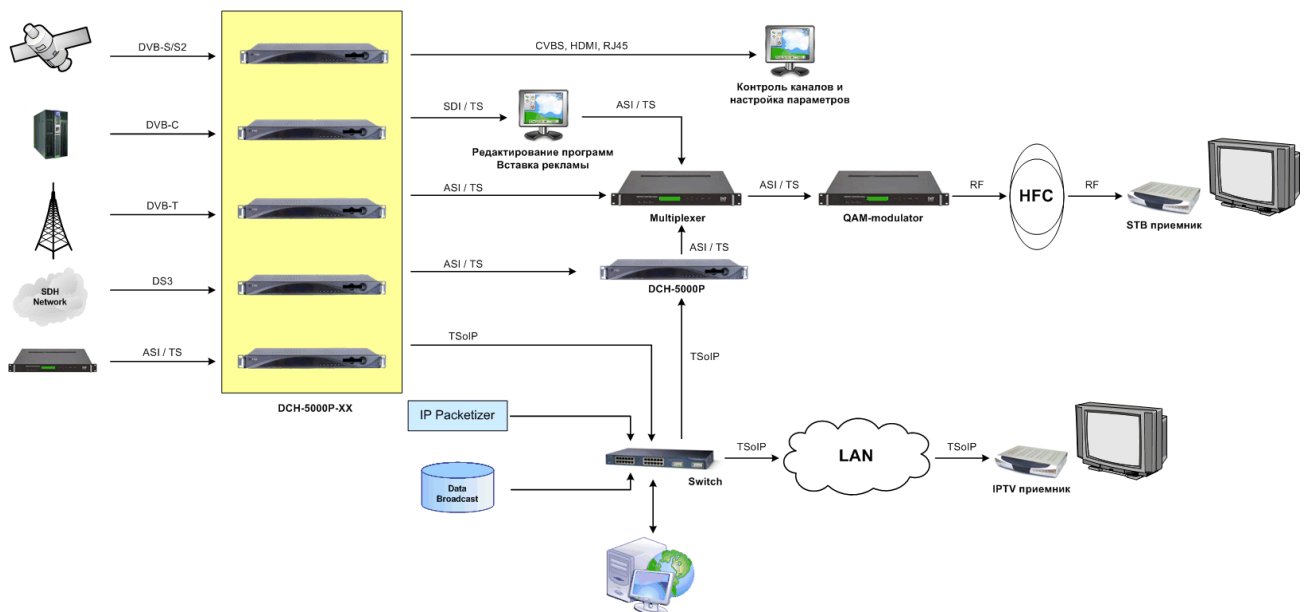 DVB-S/S2
CVBS, HDMI, RJ45
Контроль каналов и
настройка параметров
DVB-C
SDI / TS
ASI / TS
Редактирование программ
Вставка рекламы
DVB-T
ASI / TS
Multiplexer
ASI / TS
QAM-modulator
RF
HFC
RF
STB приемник
ASI / TS
SDH
Network
DS3
ASI / TS
DCH-5000P
ASI / TS
TSoIP
TSoIP
DCH-5000P-XX
IP Packetizer
Data
Broadcast
Switch
TSoIP
LAN
TSoIP
IPTV приемник